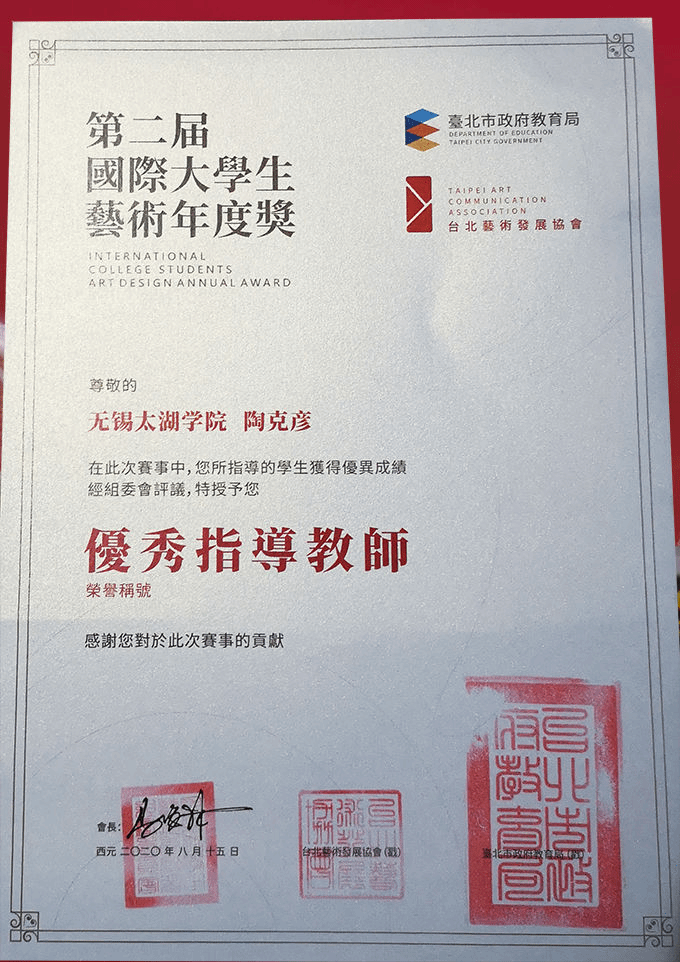 第二届
國際大學生
藝術年度獎
INTERNATIONAL
COLLEGE STUDENTS
ART DESIGN ANNUAL AWARD
臺北市政府教育局
DEPARTMENT OF EDUCATION
TAIPEI CITY GOVERNMENT
TAIPEI ART
COMMUNICATION
ASSOCIATION
台北藝術發展協會
尊敬的
无锡太湖学院 陶克彦
在此次賽事中，您所指導的學生獲得優異成績
經組委會評議，特授予您
優秀指導教師
榮譽稱號
感謝您對於此次賽事的貢獻
會長：
西元 二〇二〇 年 八 月 十五 日
台北藝術發展協會（戳）
臺北市政府教育局（戳）